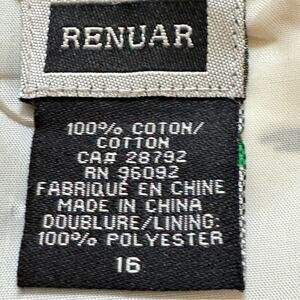 RENUAR
100% COTON/
COTTON
CA# 28792
RN 96092
FABRIQUÉ EN CHINE
MADE IN CHINA
DOUBLURE/LINING:
100% POLYESTER
16